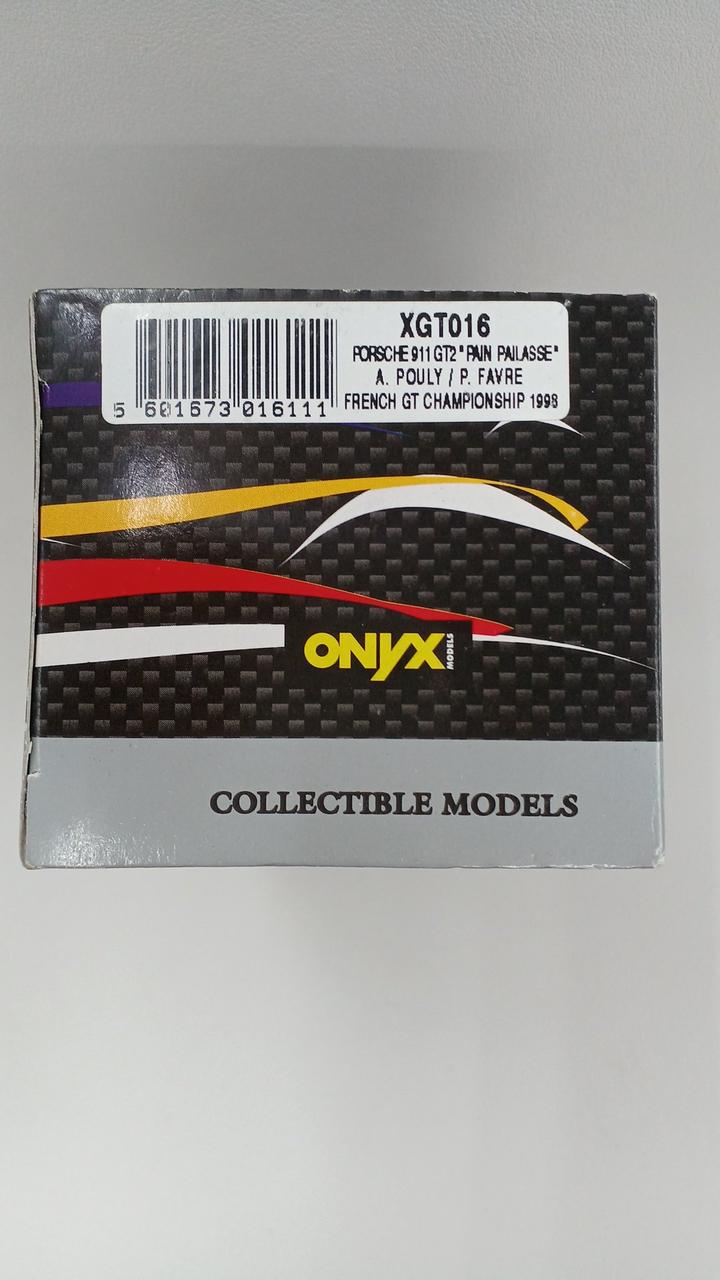 XGT016
PORSCHE 911 GT2 "PAIN PAILASSE"
A. POULY / P. FAVRE
FRENCH GT CHAMPIONSHIP 1998
5 601673 016111
ONYX MODELS
COLLECTIBLE MODELS